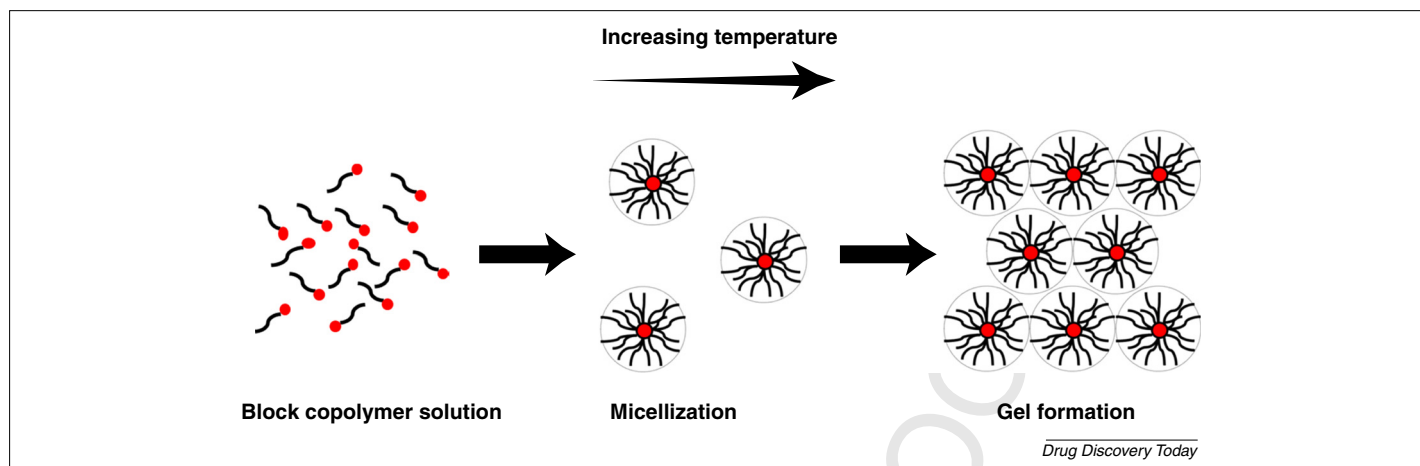 Increasing temperature
Block copolymer solution
Micellization
Gel formation
Drug Discovery Today